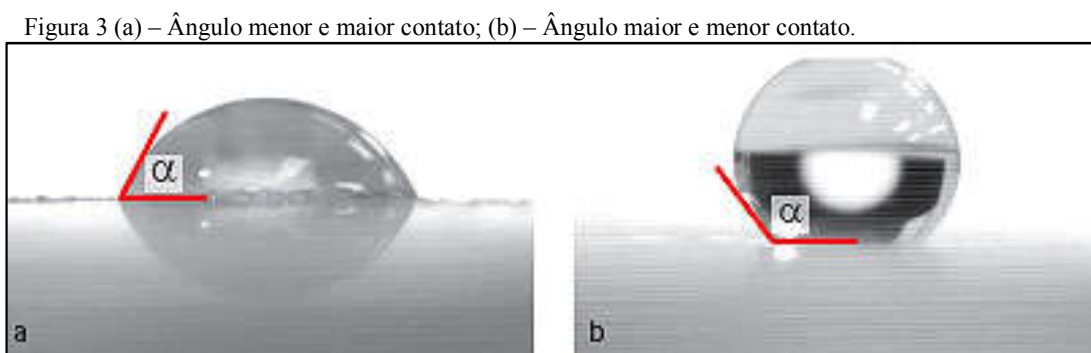 Figura 3 (a) – Ângulo menor e maior contato; (b) – Ângulo maior e menor contato.
α
α
a
b